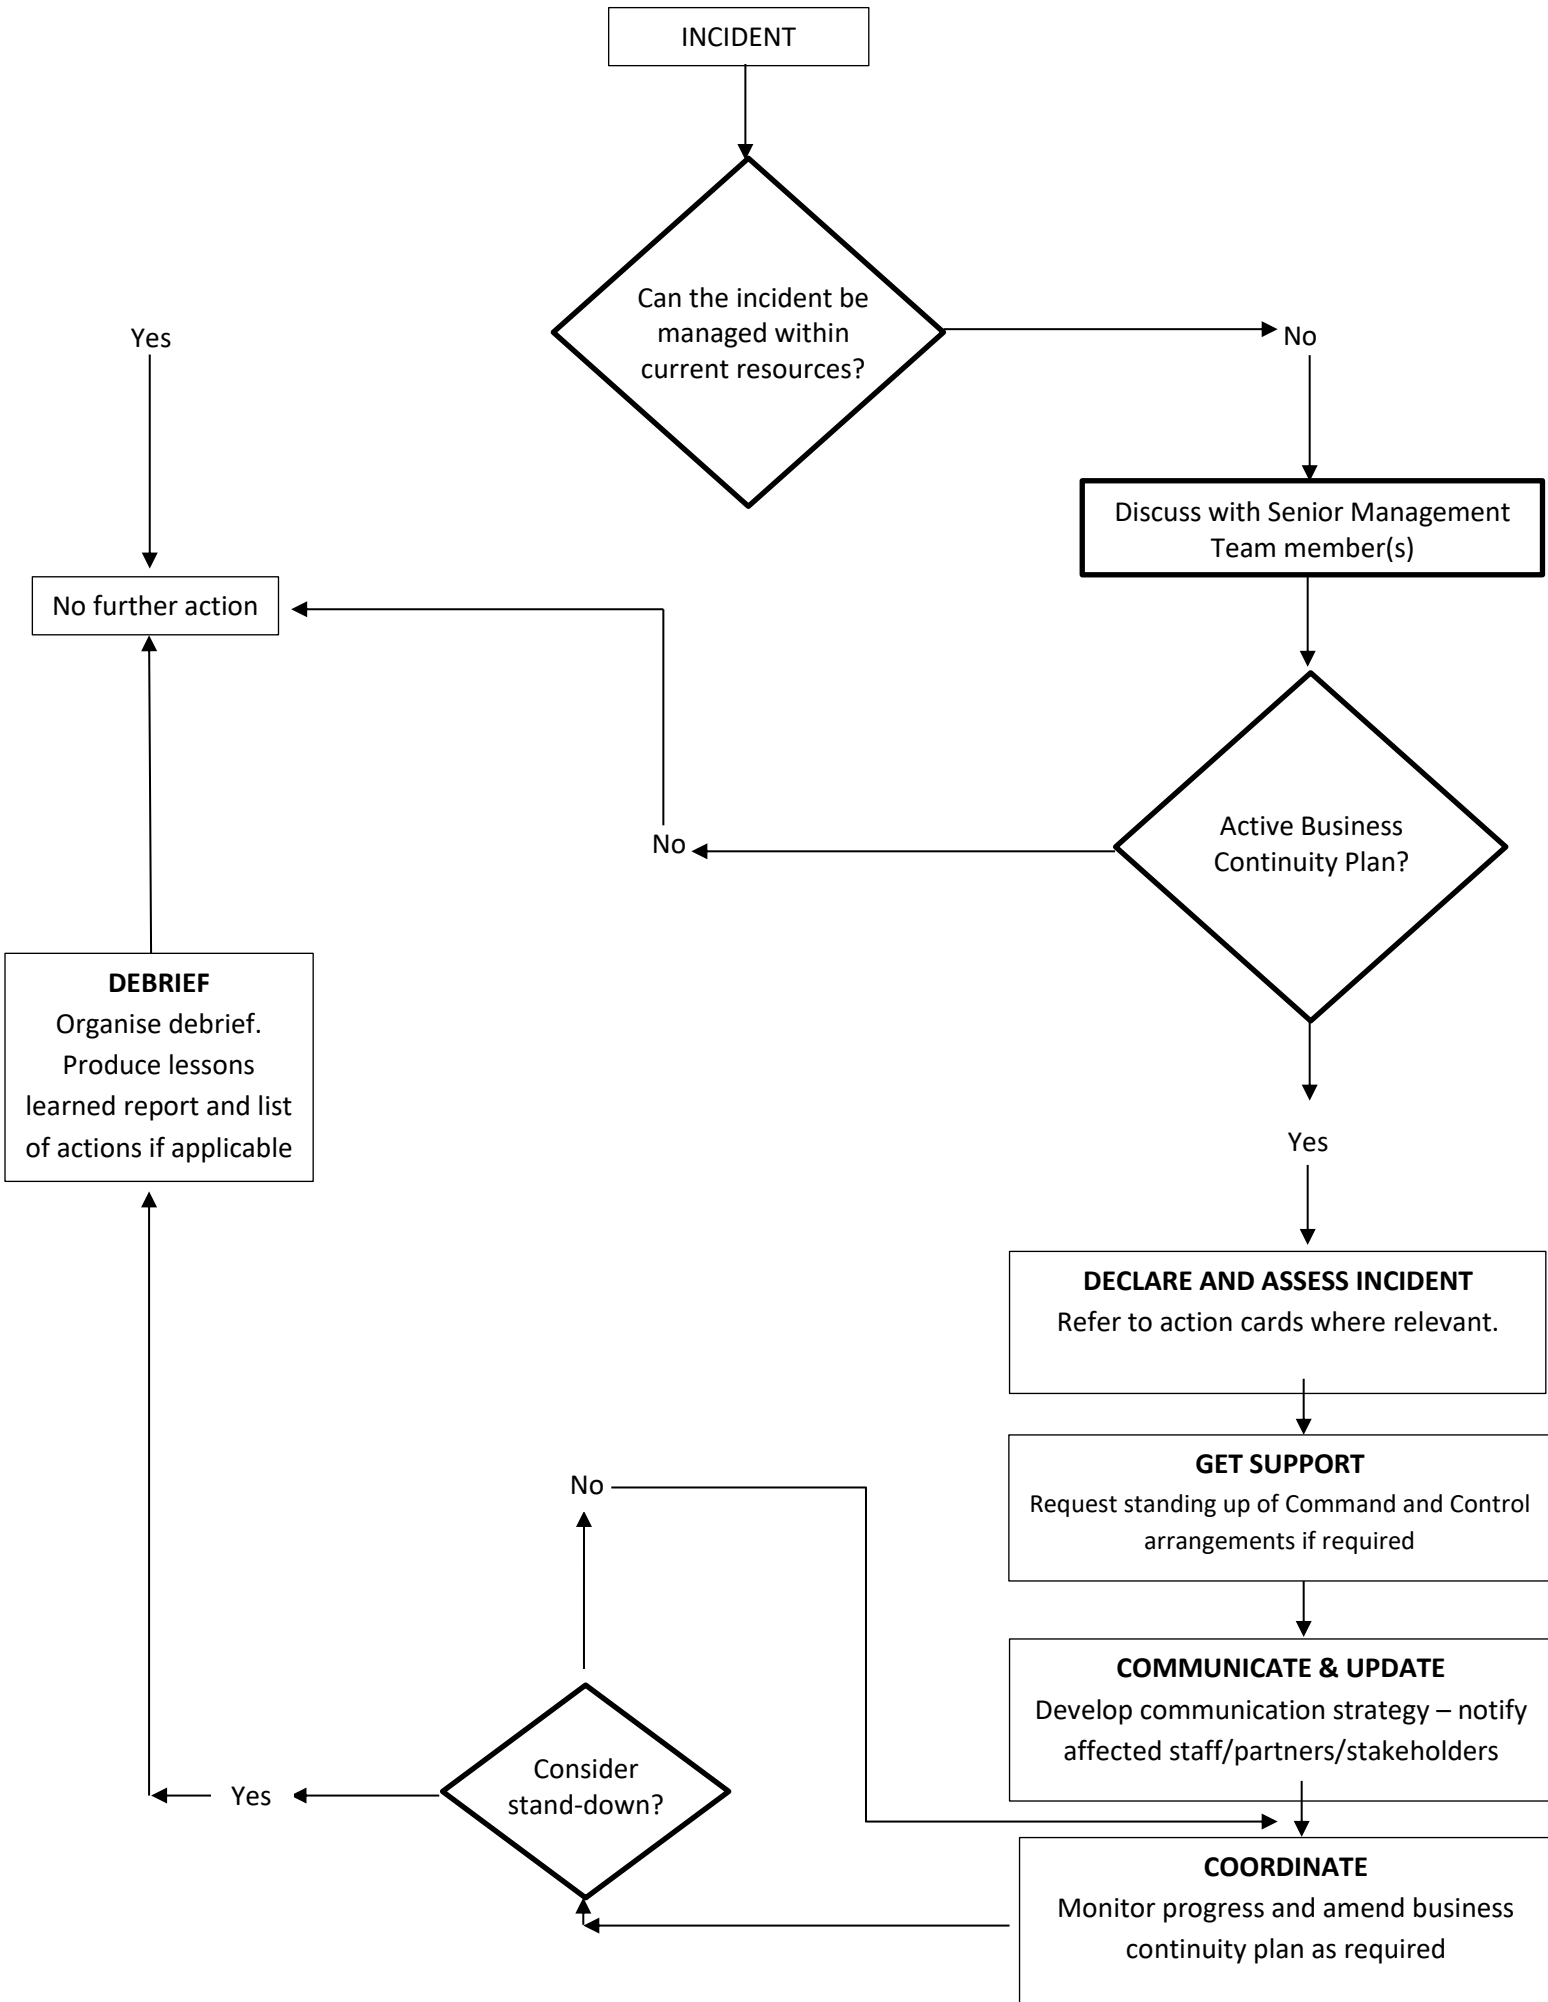 INCIDENT
Can the incident be
managed within
current resources?
Yes
No
Discuss with Senior Management
Team member(s)
No further action
Active Business
Continuity Plan?
No
DEBRIEF
Organise debrief.
Produce lessons
learned report and list
of actions if applicable
Yes
DECLARE AND ASSESS INCIDENT
Refer to action cards where relevant.
GET SUPPORT
Request standing up of Command and Control
arrangements if required
No
COMMUNICATE & UPDATE
Develop communication strategy – notify
affected staff/partners/stakeholders
Consider
stand-down?
Yes
COORDINATE
Monitor progress and amend business
continuity plan as required